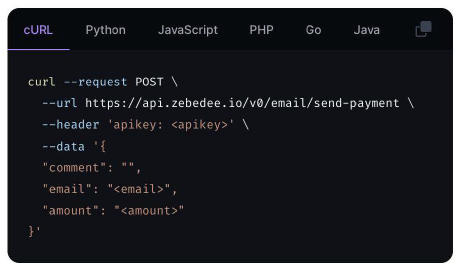 cURL Python JavaScript PHP Go Java
curl --request POST \
  --url https://api.zebedee.io/v0/email/send-payment \
  --header 'apikey: <apikey>' \
  --data '{
  "comment": "",
  "email": "<email>",
  "amount": "<amount>"
}'